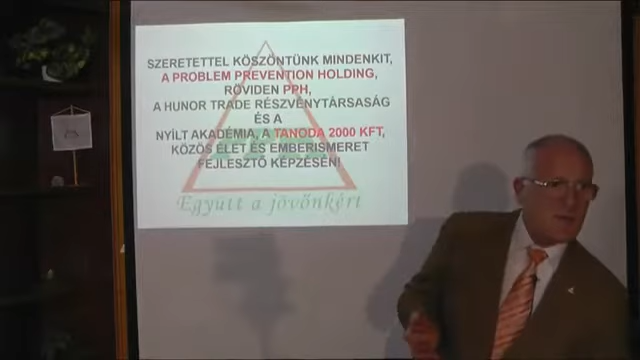 SZERETETTEL KÖSZÖNTÜNK MINDENKIT,
A PROBLEM PREVENTION HOLDING,
RÖVIDEN PPH,
A HUNOR TRADE RÉSZVÉNYTÁRSASÁG
ÉS A
NYÍLT AKADÉMIA, A TANODA 2000 KFT,
KÖZÖS ÉLET ÉS EMBERISMERET
FEJLESZTŐ KÉPZÉSÉN!
Együtt a jövőnkért